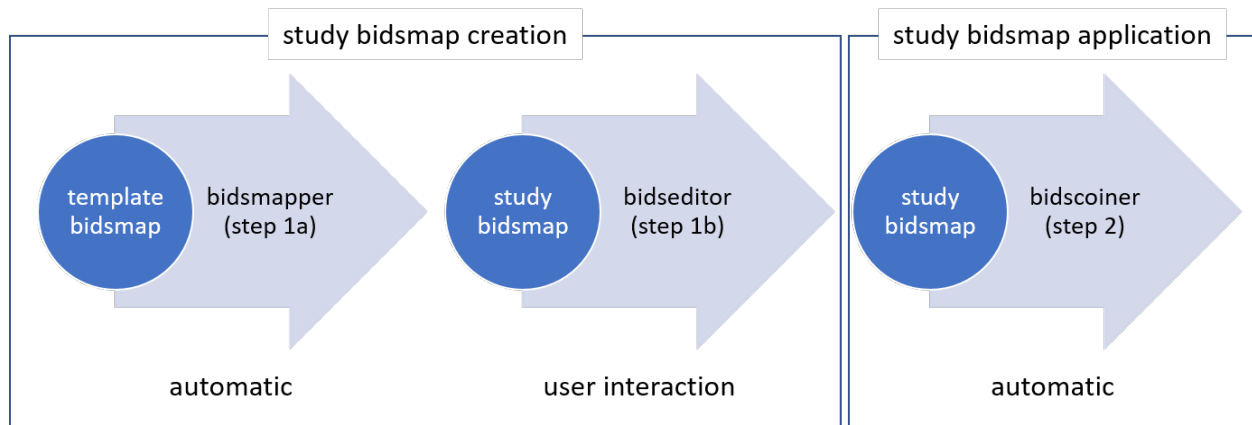 study bidsmap creation
study bidsmap application
template
bidsmap
bidsmapper
(step 1a)
study
bidsmap
bidseditor
(step 1b)
study
bidsmap
bidscoiner
(step 2)
automatic
user interaction
automatic